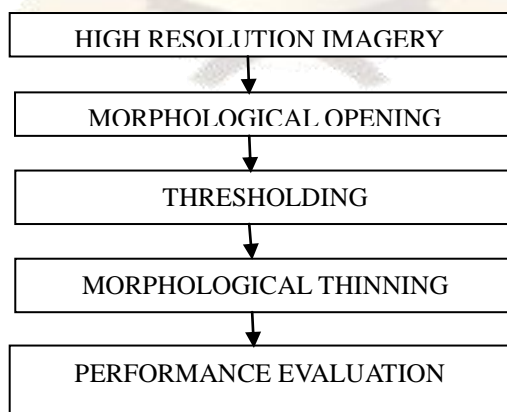 HIGH RESOLUTION IMAGERY
MORPHOLOGICAL OPENING
THRESHOLDING
MORPHOLOGICAL THINNING
PERFORMANCE EVALUATION